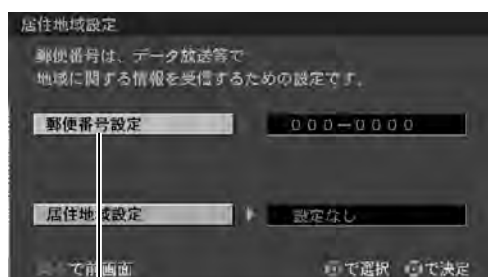 居住地域設定
郵便番号は、データ放送等で
地域に関する情報を受信するための設定です。
郵便番号設定 000-0000
居住地域設定 設定なし
で前画面 で選択 で決定